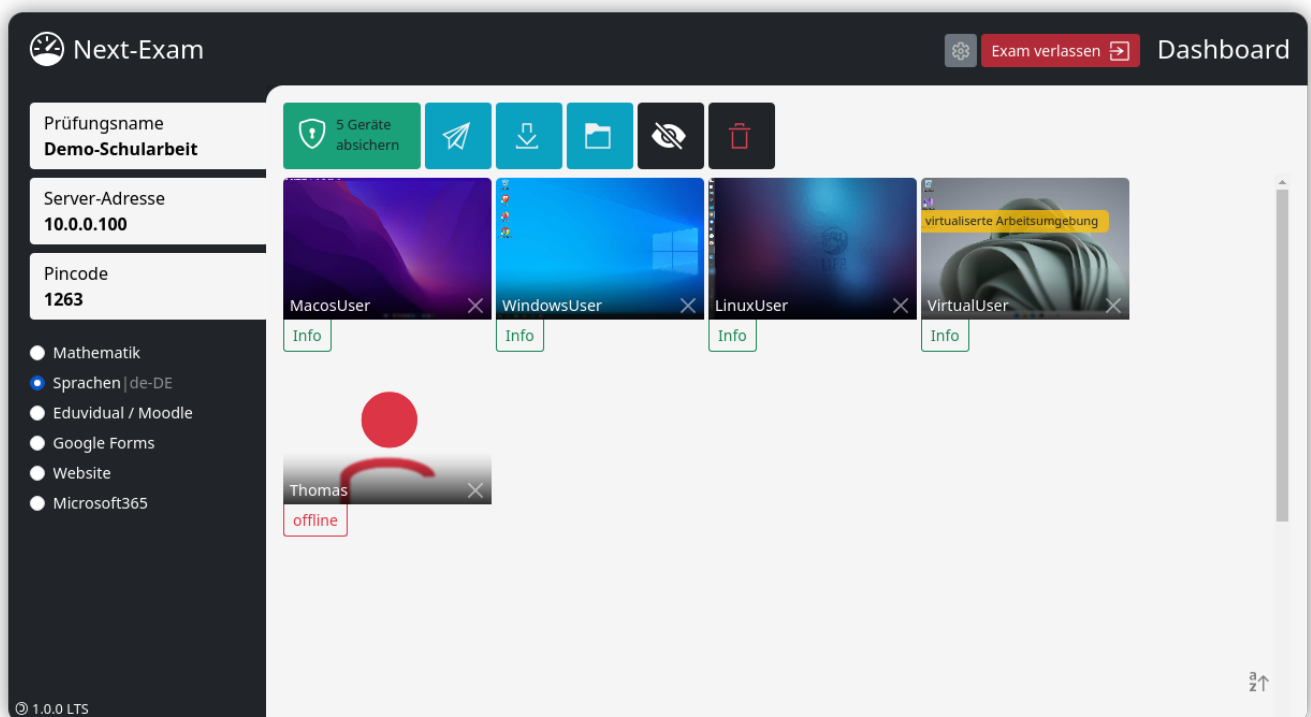 Next-Exam
Exam verlassen
Dashboard
Prüfungsname
Demo-Schularbeit
Server-Adresse
10.0.0.100
Pincode
1263
Mathematik
Sprachen|de-DE
Eduvidual / Moodle
Google Forms
Website
Microsoft365
1.0.0 LTS
5 Geräte
absichern
MacosUser
Info
WindowsUser
Info
LIFE
LinuxUser
Info
virtualiserte Arbeitsumgebung
VirtualUser
Info
Thomas
offline
a
z